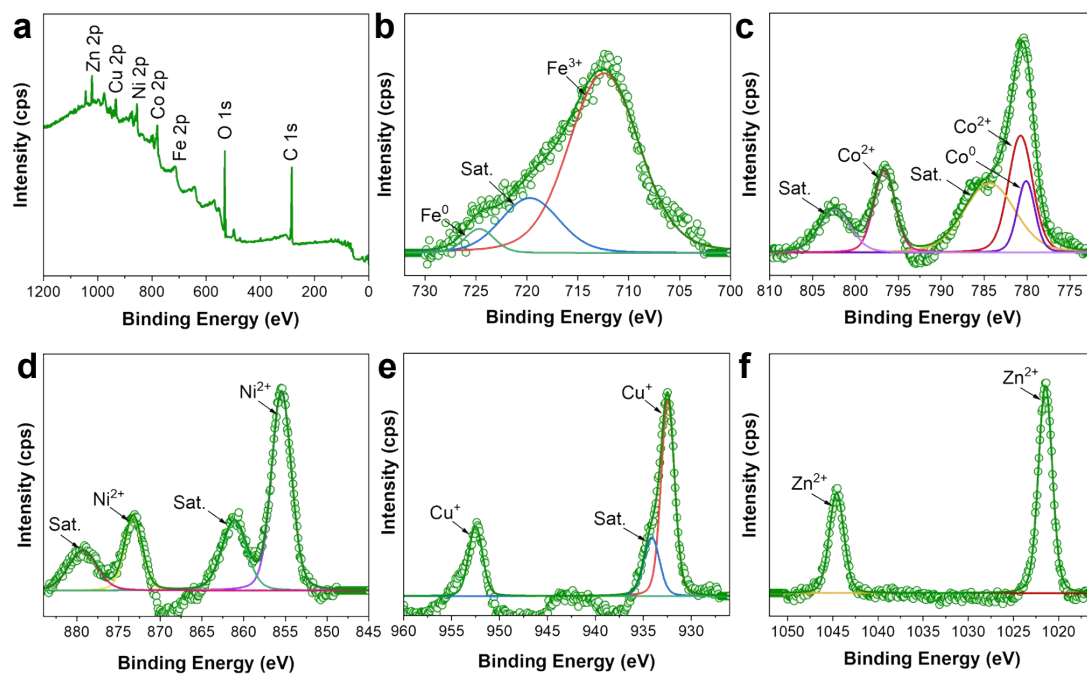 a
Intensity (cps)
Zn 2p
Cu 2p
Ni 2p
Co 2p
Fe 2p
O 1s
C 1s
1200 1000 800 600 400 200 0
Binding Energy (eV)
b
Intensity (cps)
Fe³⁺
Sat.
Fe⁰
730 725 720 715 710 705 700
Binding Energy (eV)
c
Intensity (cps)
Co²⁺
Co⁰
Co²⁺
Sat.
Sat.
810 805 800 795 790 785 780 775
Binding Energy (eV)
d
Intensity (cps)
Ni²⁺
Ni²⁺
Sat.
Sat.
880 875 870 865 860 855 850 845
Binding Energy (eV)
e
Intensity (cps)
Cu⁺
Cu⁺
Sat.
960 955 950 945 940 935 930
Binding Energy (eV)
f
Intensity (cps)
Zn²⁺
Zn²⁺
1050 1045 1040 1035 1030 1025 1020
Binding Energy (eV)